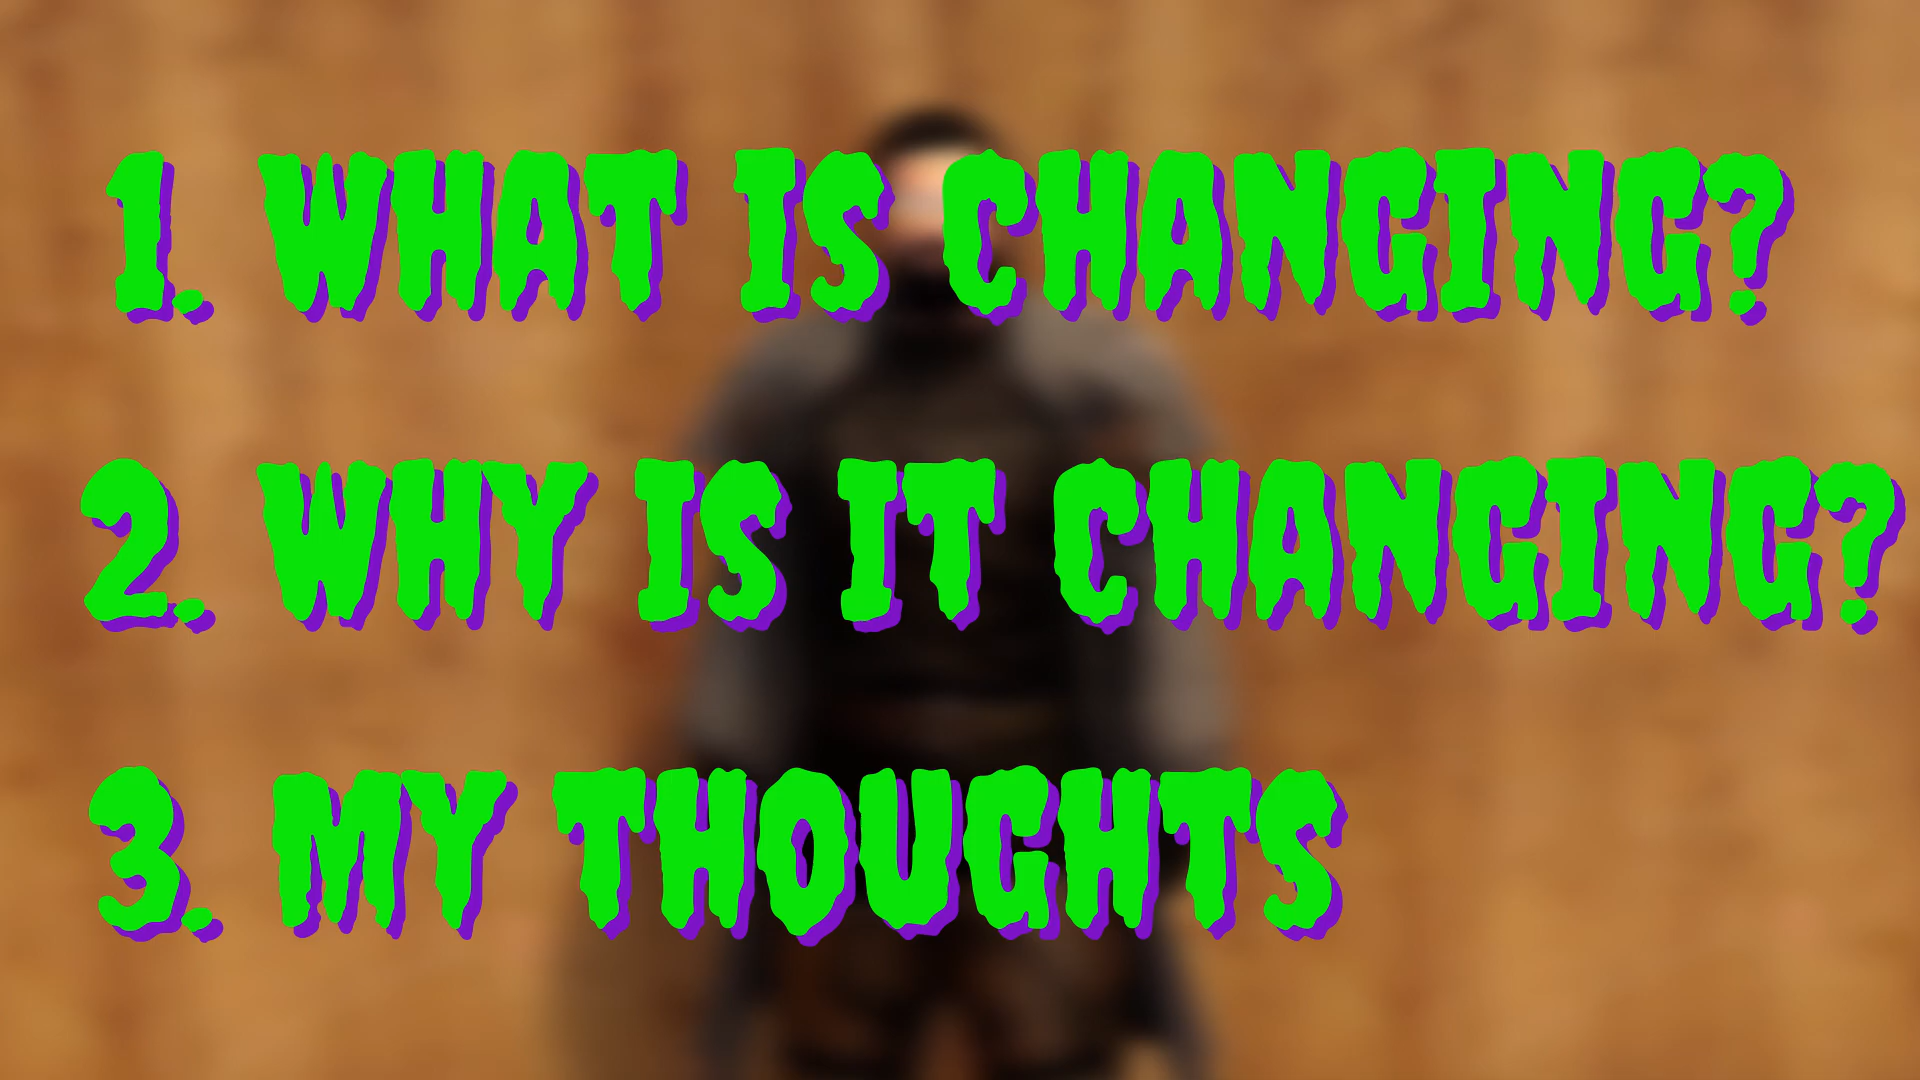 1. WHAT IS CHANGING?
2. WHY IS IT CHANGING?
3. MY THOUGHTS